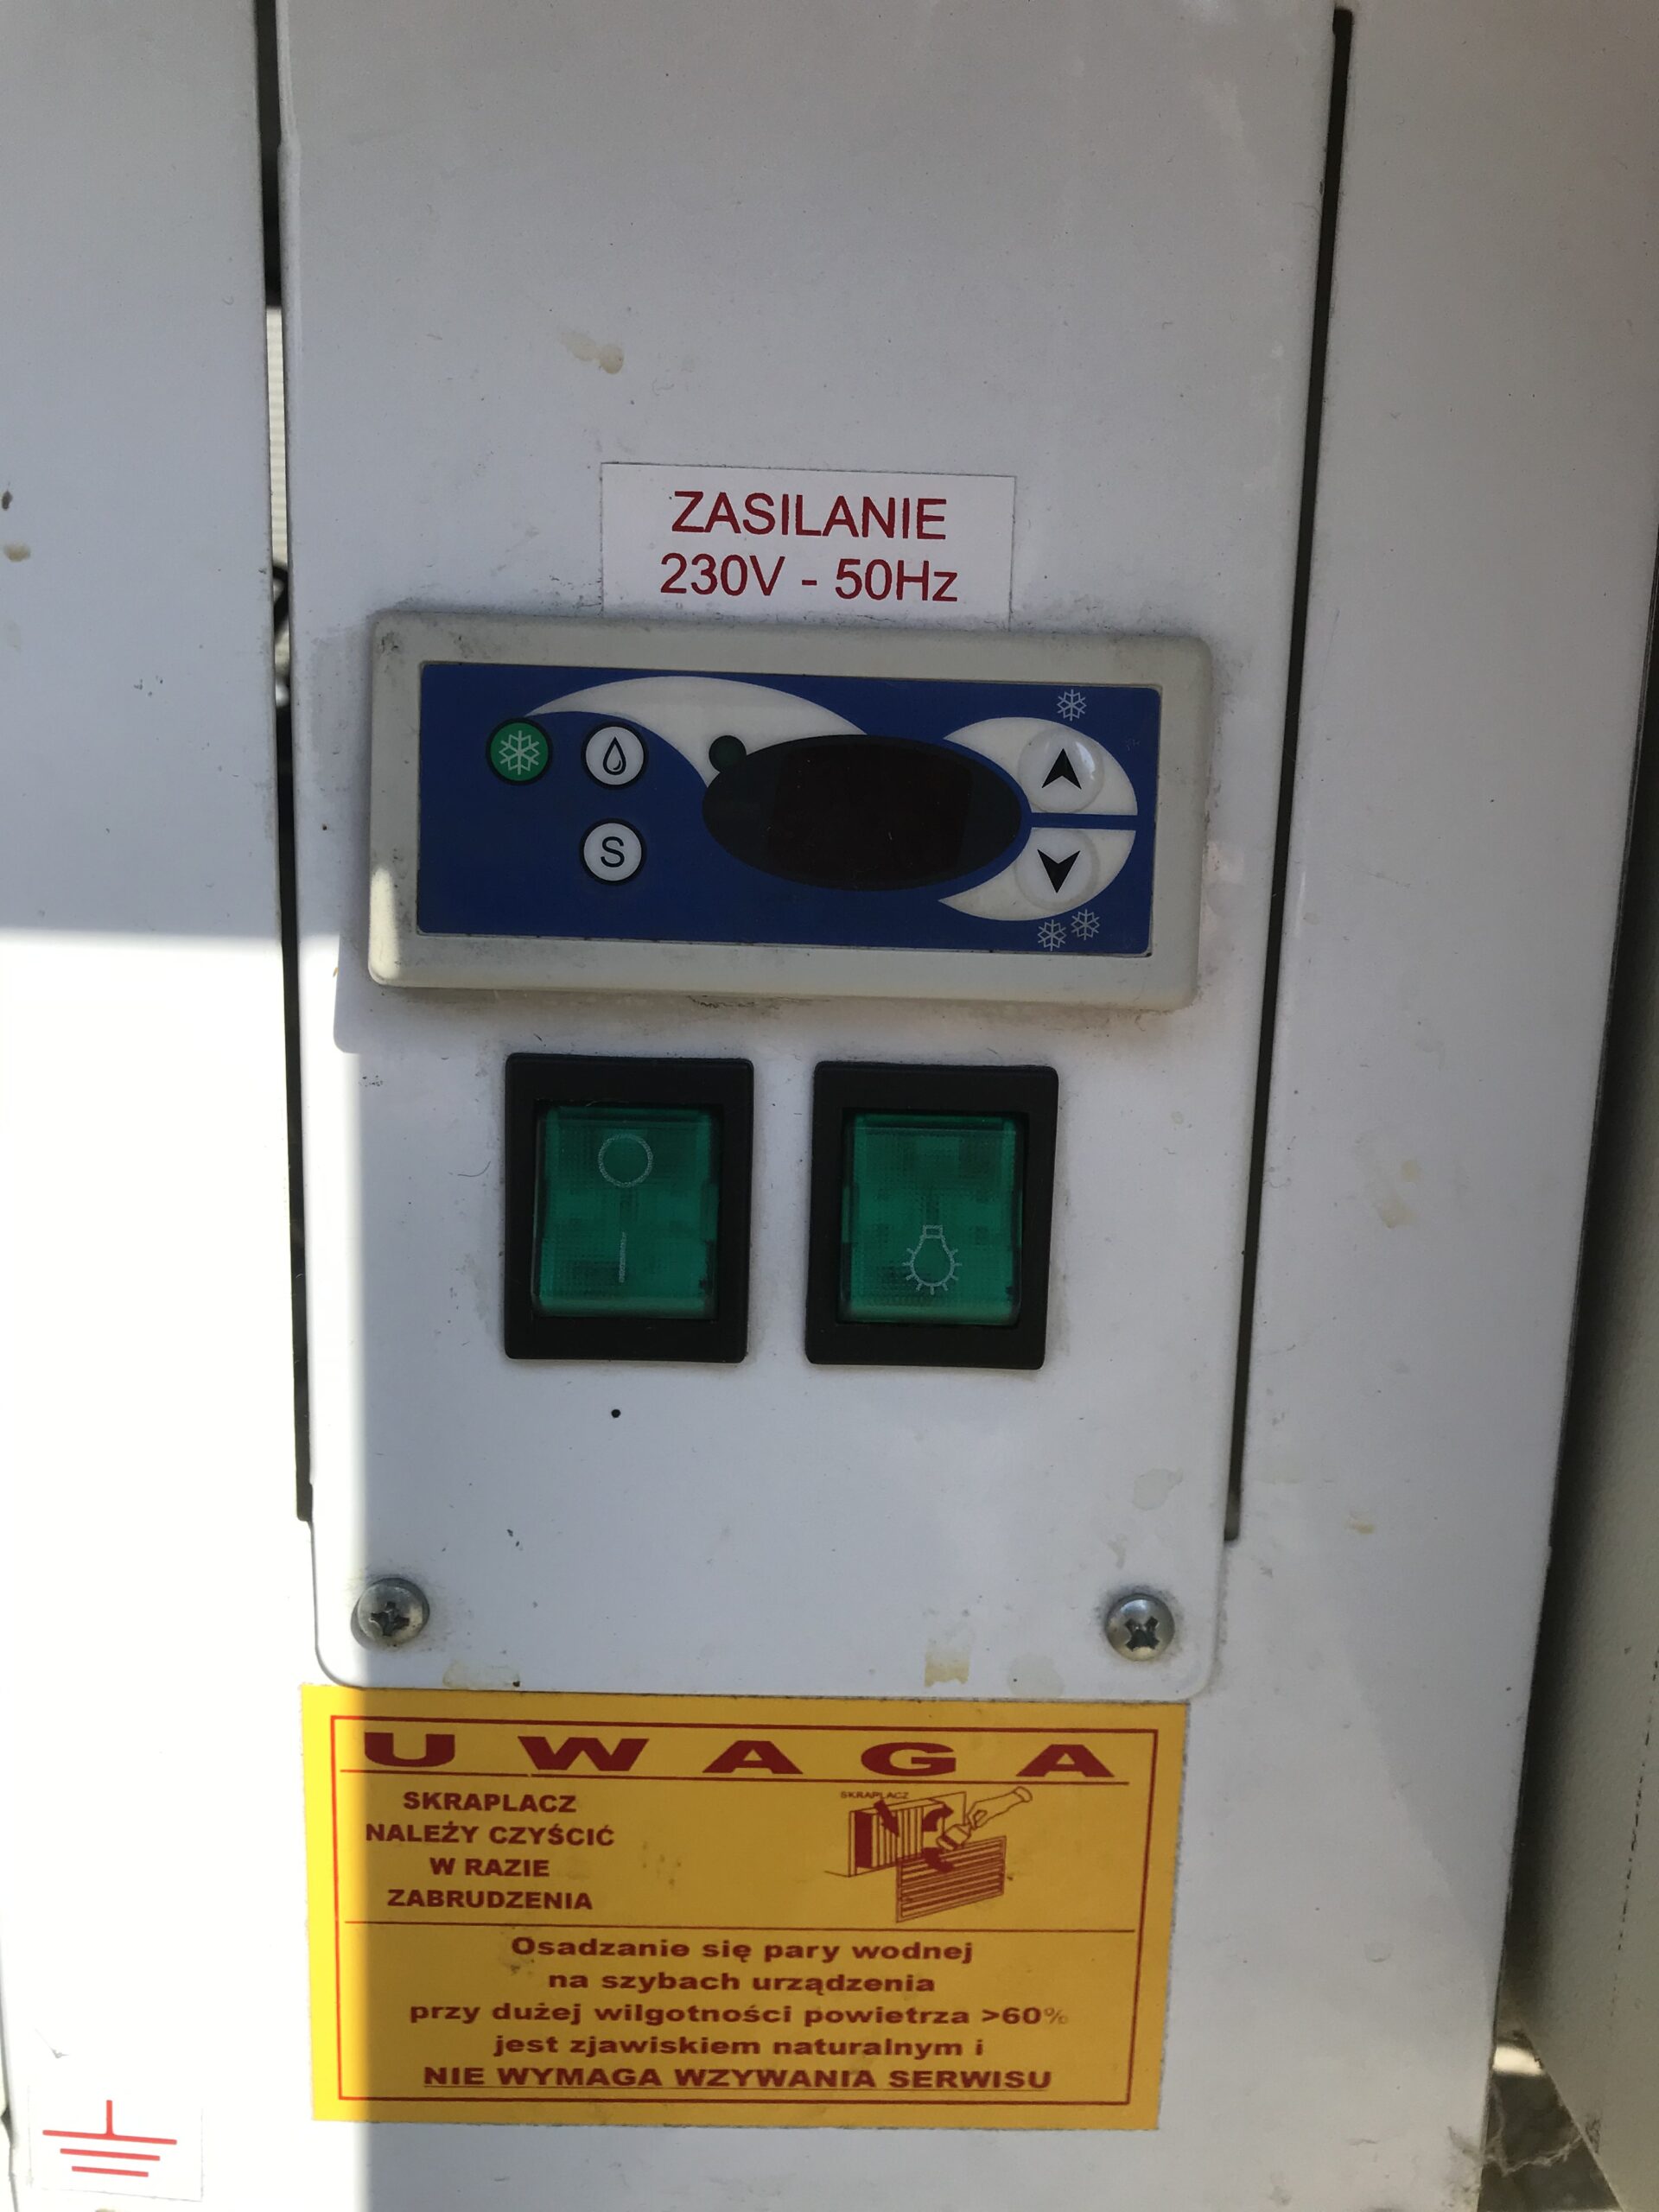 ZASILANIE
230V - 50Hz
S
UWAGA
SKRAPLACZ
NALEŻY CZYŚCIĆ
W RAZIE
ZABRUDZENIA
SKRAPLACZ
Osadzanie się pary wodnej
na szybach urządzenia
przy dużej wilgotności powietrza >60%
jest zjawiskiem naturalnym i
NIE WYMAGA WZYWANIA SERWISU